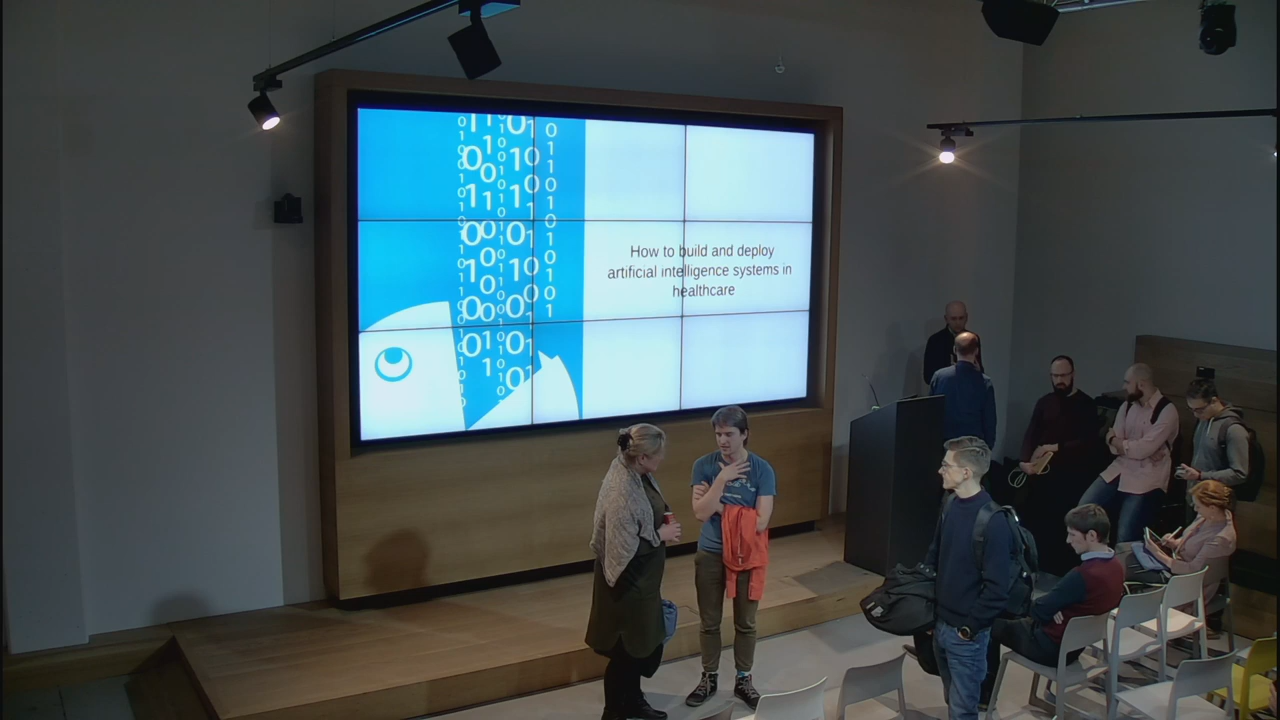 How to build and deploy
artificial intelligence systems in
healthcare